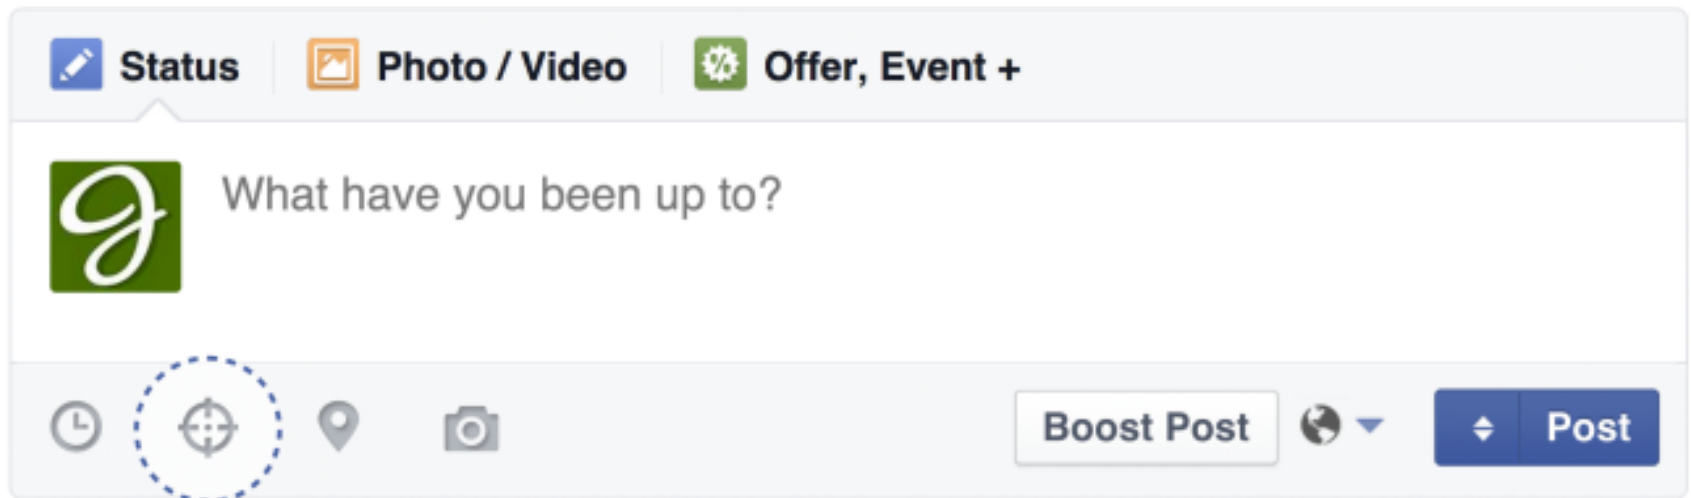 Status Photo / Video Offer, Event +
What have you been up to?
Boost Post Post